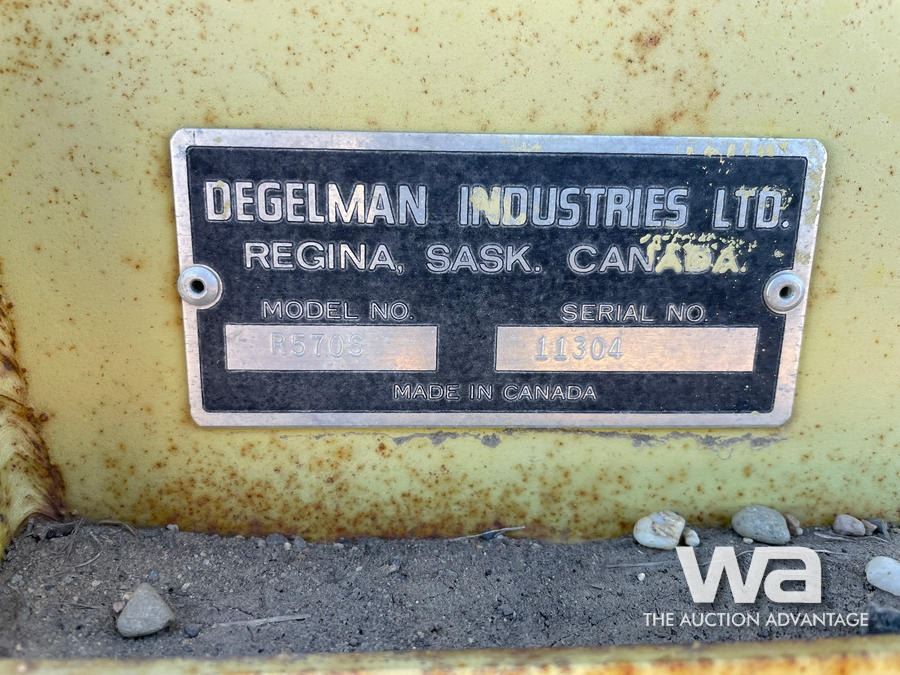 DEGELMAN INDUSTRIES LTD.
REGINA, SASK. CANADA.
MODEL NO. SERIAL NO.
R570S 11304
MADE IN CANADA
wa
THE AUCTION ADVANTAGE